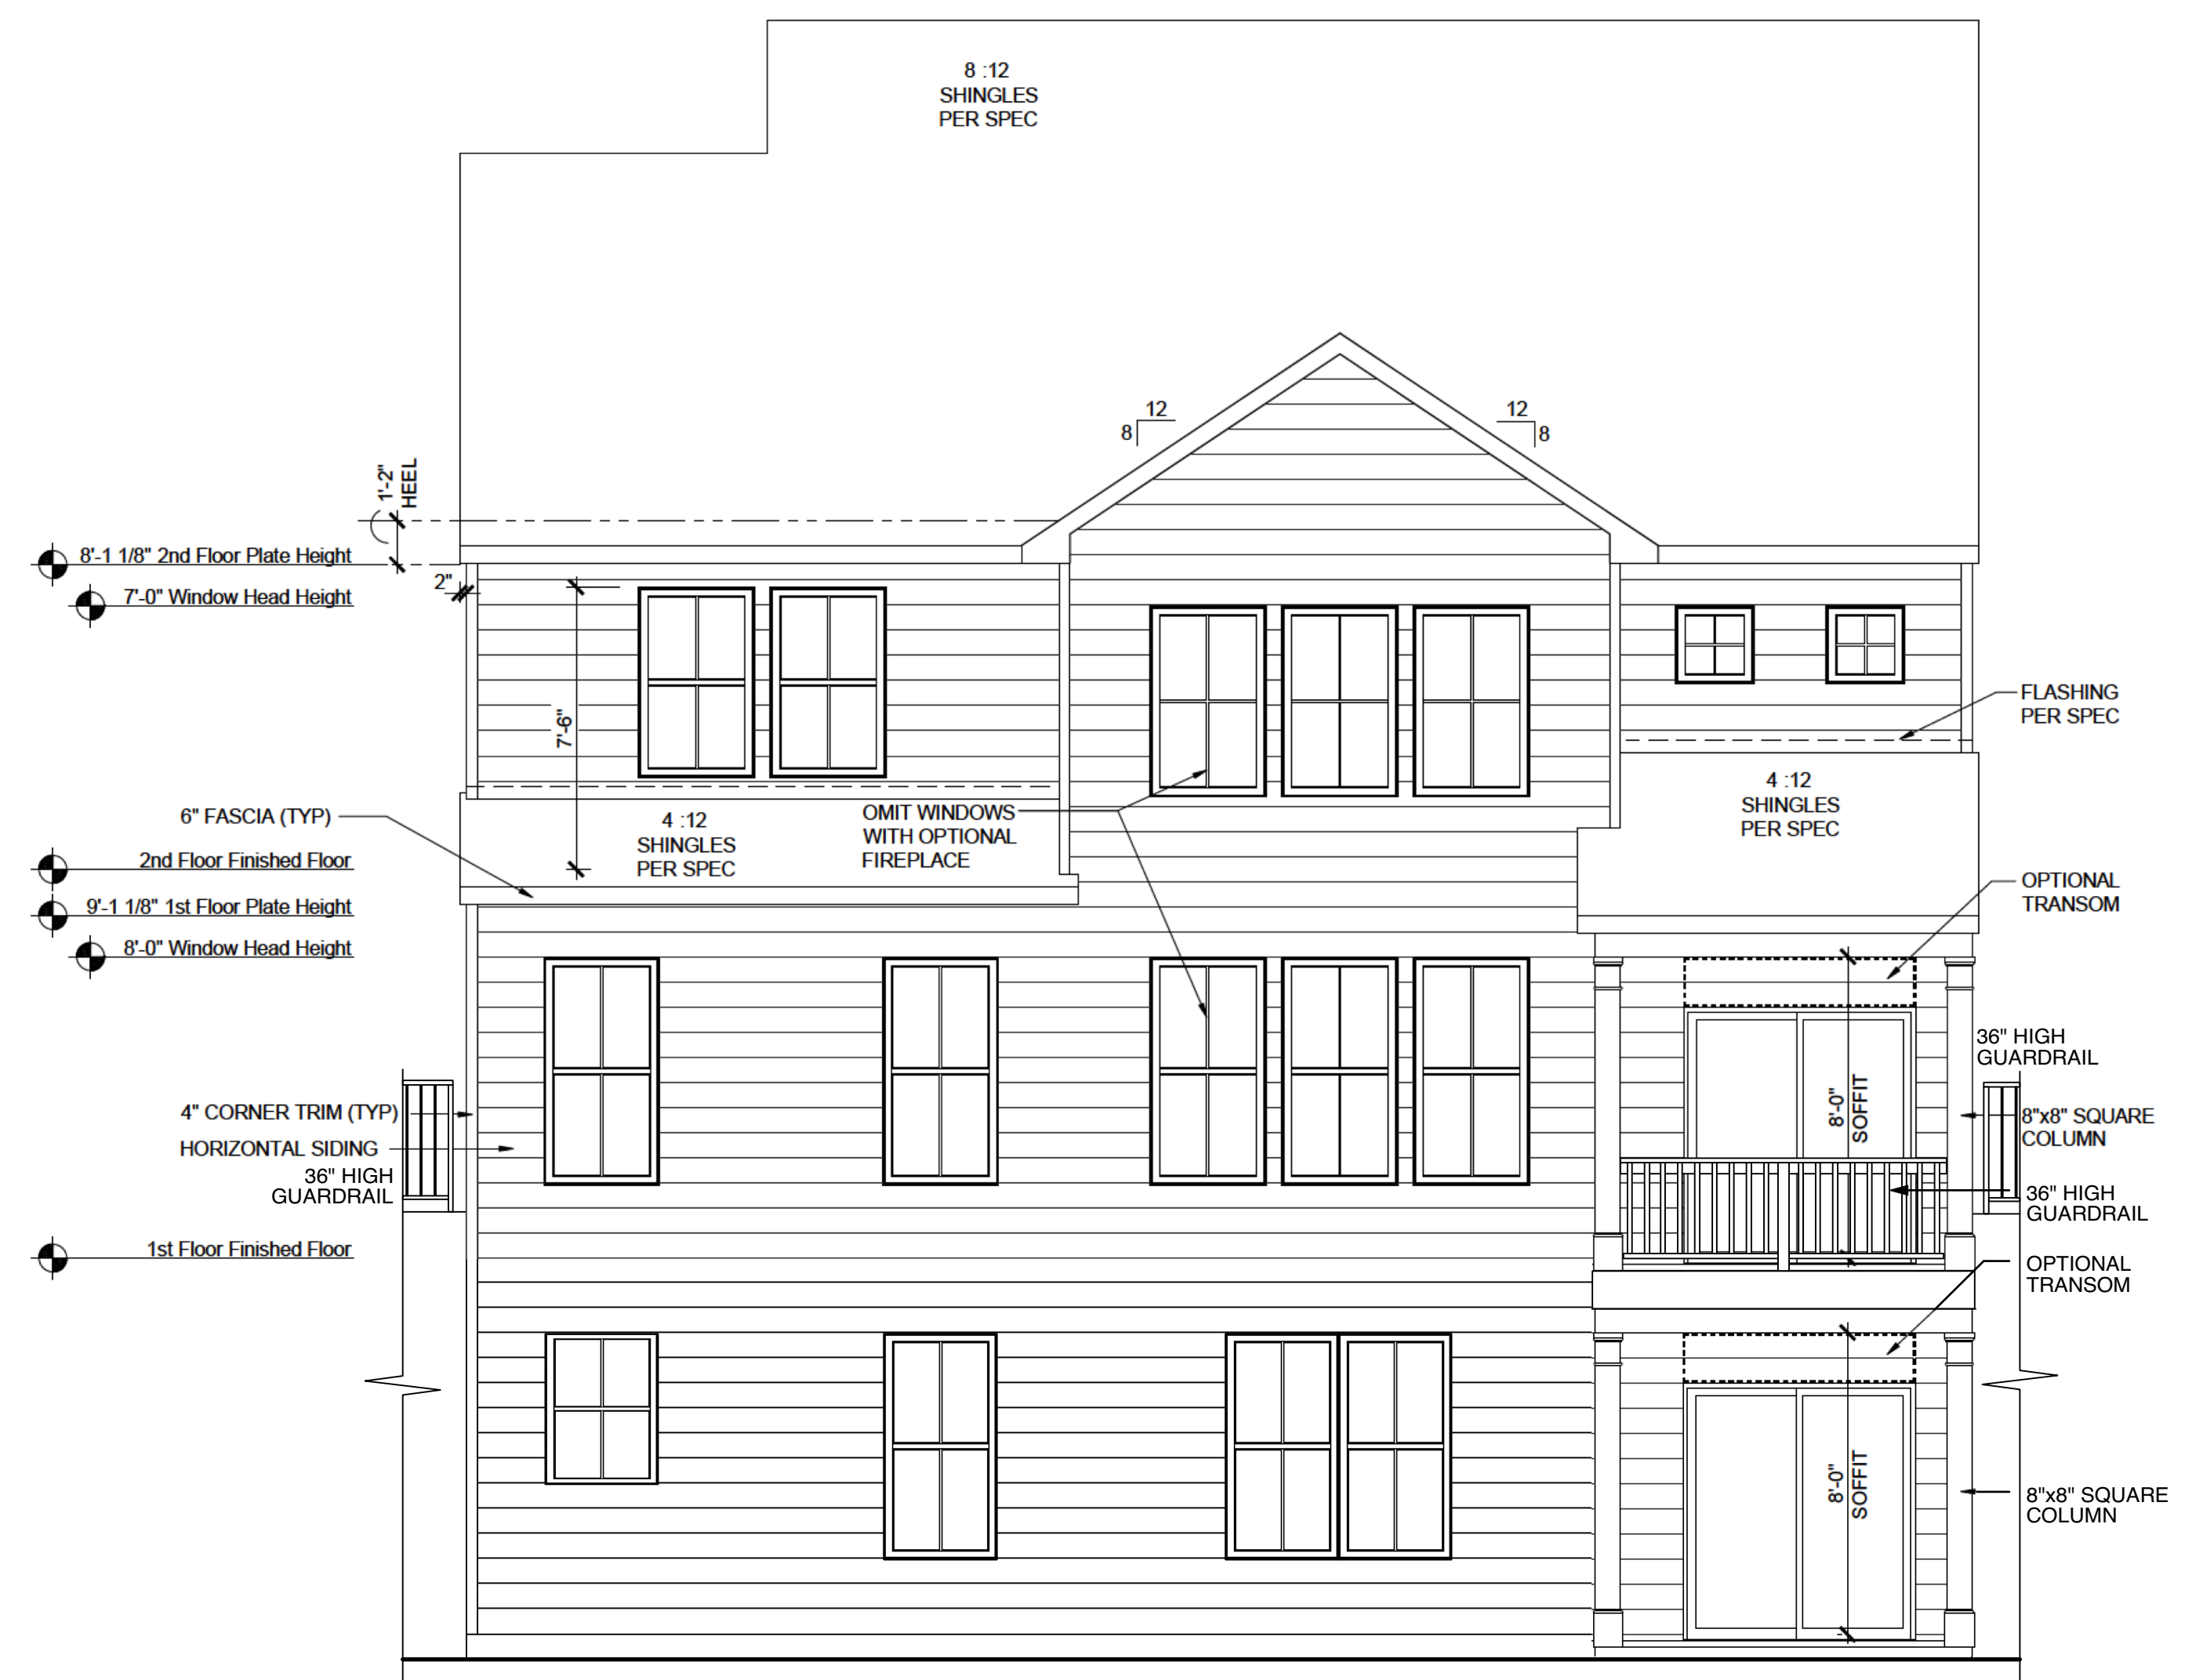 8 :12
SHINGLES
PER SPEC
12
8
12
8
1'-2"
HEEL
8'-1 1/8" 2nd Floor Plate Height
2"
7'-0" Window Head Height
7'-6"
FLASHING
PER SPEC
6" FASCIA (TYP)
4 :12
SHINGLES
PER SPEC
OMIT WINDOWS
WITH OPTIONAL
FIREPLACE
4 :12
SHINGLES
PER SPEC
2nd Floor Finished Floor
9'-1 1/8" 1st Floor Plate Height
8'-0" Window Head Height
OPTIONAL
TRANSOM
36" HIGH
GUARDRAIL
8'-0"
SOFFIT
4" CORNER TRIM (TYP)
HORIZONTAL SIDING
36" HIGH
GUARDRAIL
8"x8" SQUARE
COLUMN
36" HIGH
GUARDRAIL
1st Floor Finished Floor
OPTIONAL
TRANSOM
8'-0"
SOFFIT
8"x8" SQUARE
COLUMN